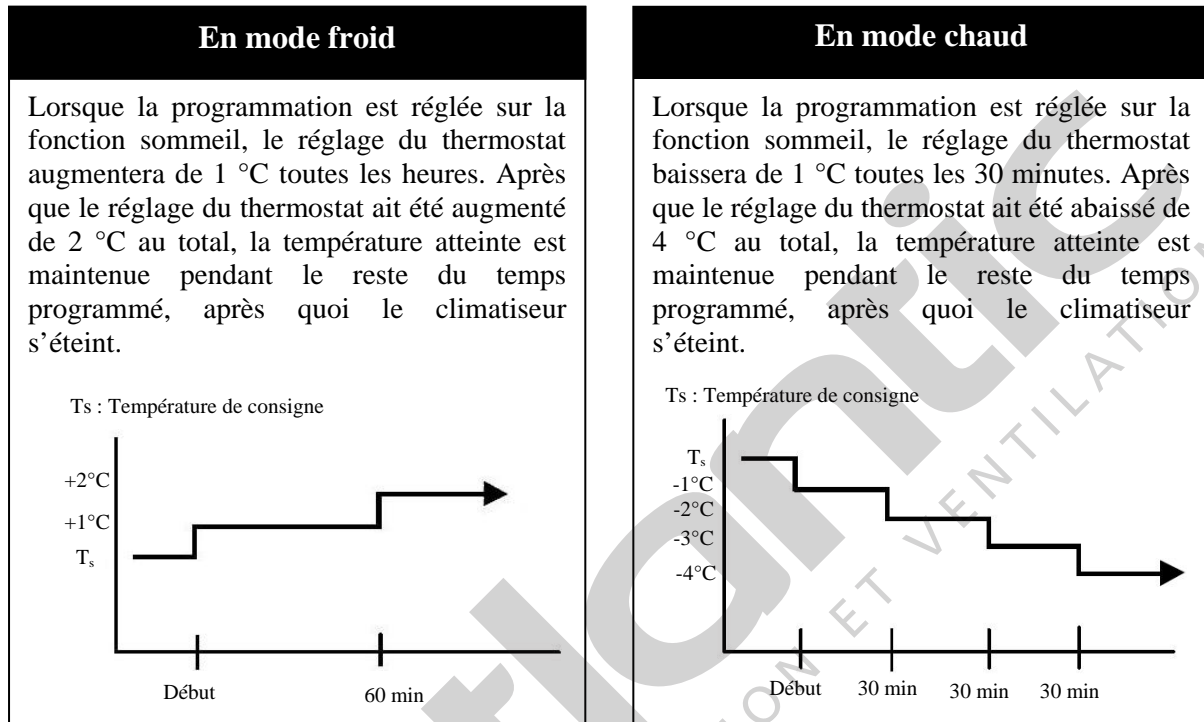 En mode froid
Lorsque la programmation est réglée sur la
fonction sommeil, le réglage du thermostat
augmentera de 1 °C toutes les heures. Après
que le réglage du thermostat ait été augmenté
de 2 °C au total, la température atteinte est
maintenue pendant le reste du temps
programmé, après quoi le climatiseur
s’éteint.
Ts : Température de consigne
+2°C
+1°C
Ts
Début
60 min
En mode chaud
Lorsque la programmation est réglée sur la
fonction sommeil, le réglage du thermostat
baissera de 1 °C toutes les 30 minutes. Après
que le réglage du thermostat ait été abaissé de
4 °C au total, la température atteinte est
maintenue pendant le reste du temps
programmé, après quoi le climatiseur
s’éteint.
Ts : Température de consigne
Ts
-1°C
-2°C
-3°C
-4°C
Début
30 min
30 min
30 min
lantic
ION ET VENTILATION